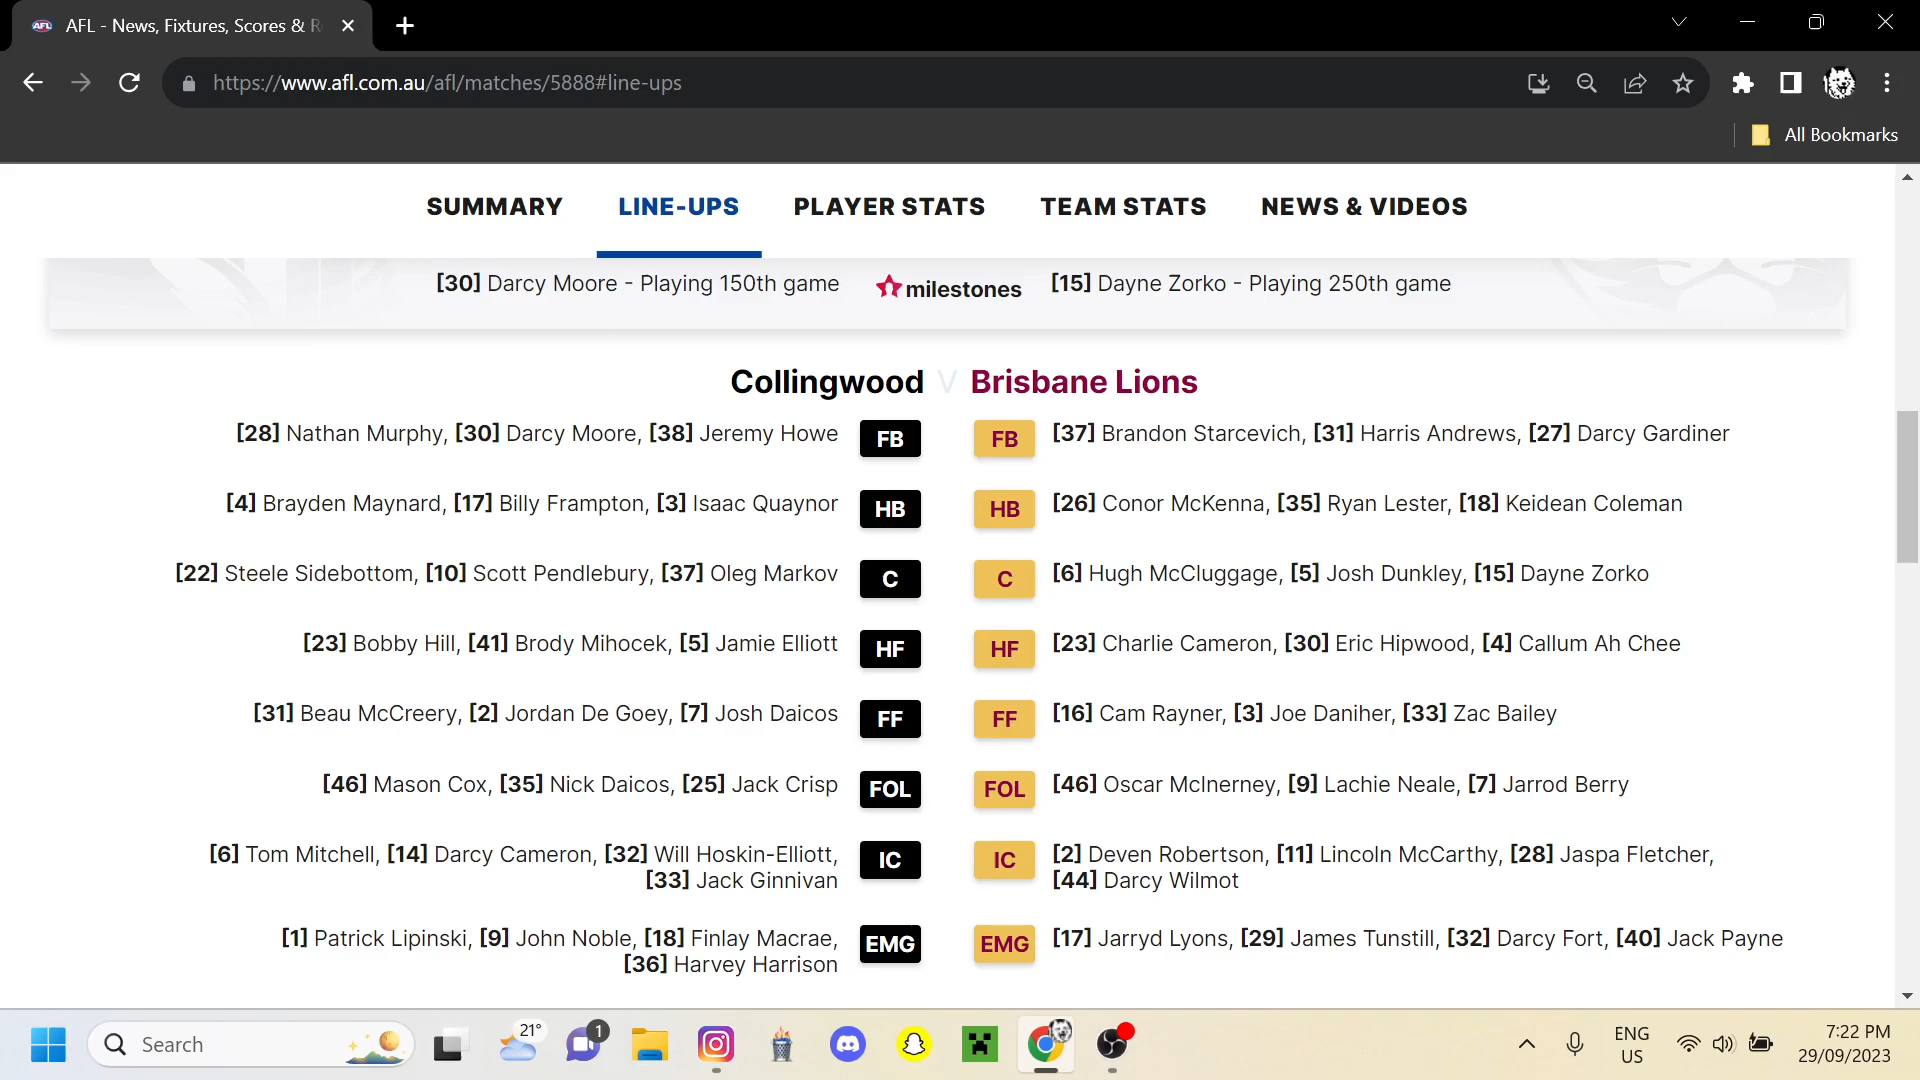 AFL - News, Fixtures, Scores & R
https://www.afl.com.au/afl/matches/5888#line-ups
All Bookmarks
SUMMARY LINE-UPS PLAYER STATS TEAM STATS NEWS & VIDEOS
[30] Darcy Moore - Playing 150th game milestones [15] Dayne Zorko - Playing 250th game
Collingwood V Brisbane Lions
[28] Nathan Murphy, [30] Darcy Moore, [38] Jeremy Howe FB FB [37] Brandon Starcevich, [31] Harris Andrews, [27] Darcy Gardiner
[4] Brayden Maynard, [17] Billy Frampton, [3] Isaac Quaynor HB HB [26] Conor McKenna, [35] Ryan Lester, [18] Keidean Coleman
[22] Steele Sidebottom, [10] Scott Pendlebury, [37] Oleg Markov C C [6] Hugh McCluggage, [5] Josh Dunkley, [15] Dayne Zorko
[23] Bobby Hill, [41] Brody Mihocek, [5] Jamie Elliott HF HF [23] Charlie Cameron, [30] Eric Hipwood, [4] Callum Ah Chee
[31] Beau McCreery, [2] Jordan De Goey, [7] Josh Daicos FF FF [16] Cam Rayner, [3] Joe Daniher, [33] Zac Bailey
[46] Mason Cox, [35] Nick Daicos, [25] Jack Crisp FOL FOL [46] Oscar McInerney, [9] Lachie Neale, [7] Jarrod Berry
[6] Tom Mitchell, [14] Darcy Cameron, [32] Will Hoskin-Elliott, IC IC [2] Deven Robertson, [11] Lincoln McCarthy, [28] Jaspa Fletcher,
[33] Jack Ginnivan [44] Darcy Wilmot
[1] Patrick Lipinski, [9] John Noble, [18] Finlay Macrae, EMG EMG [17] Jarryd Lyons, [29] James Tunstill, [32] Darcy Fort, [40] Jack Payne
[36] Harvey Harrison
Search 21° 1 ENG 7:22 PM
US 29/09/2023